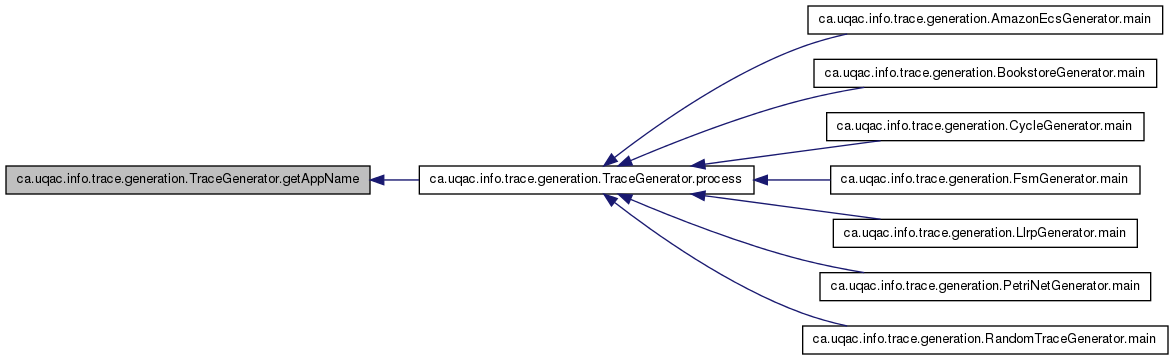 ca.uqac.info.trace.generation.AmazonEcsGenerator.main
ca.uqac.info.trace.generation.BookstoreGenerator.main
ca.uqac.info.trace.generation.CycleGenerator.main
ca.uqac.info.trace.generation.TraceGenerator.getAppName
ca.uqac.info.trace.generation.TraceGenerator.process
ca.uqac.info.trace.generation.FsmGenerator.main
ca.uqac.info.trace.generation.LlrpGenerator.main
ca.uqac.info.trace.generation.PetriNetGenerator.main
ca.uqac.info.trace.generation.RandomTraceGenerator.main